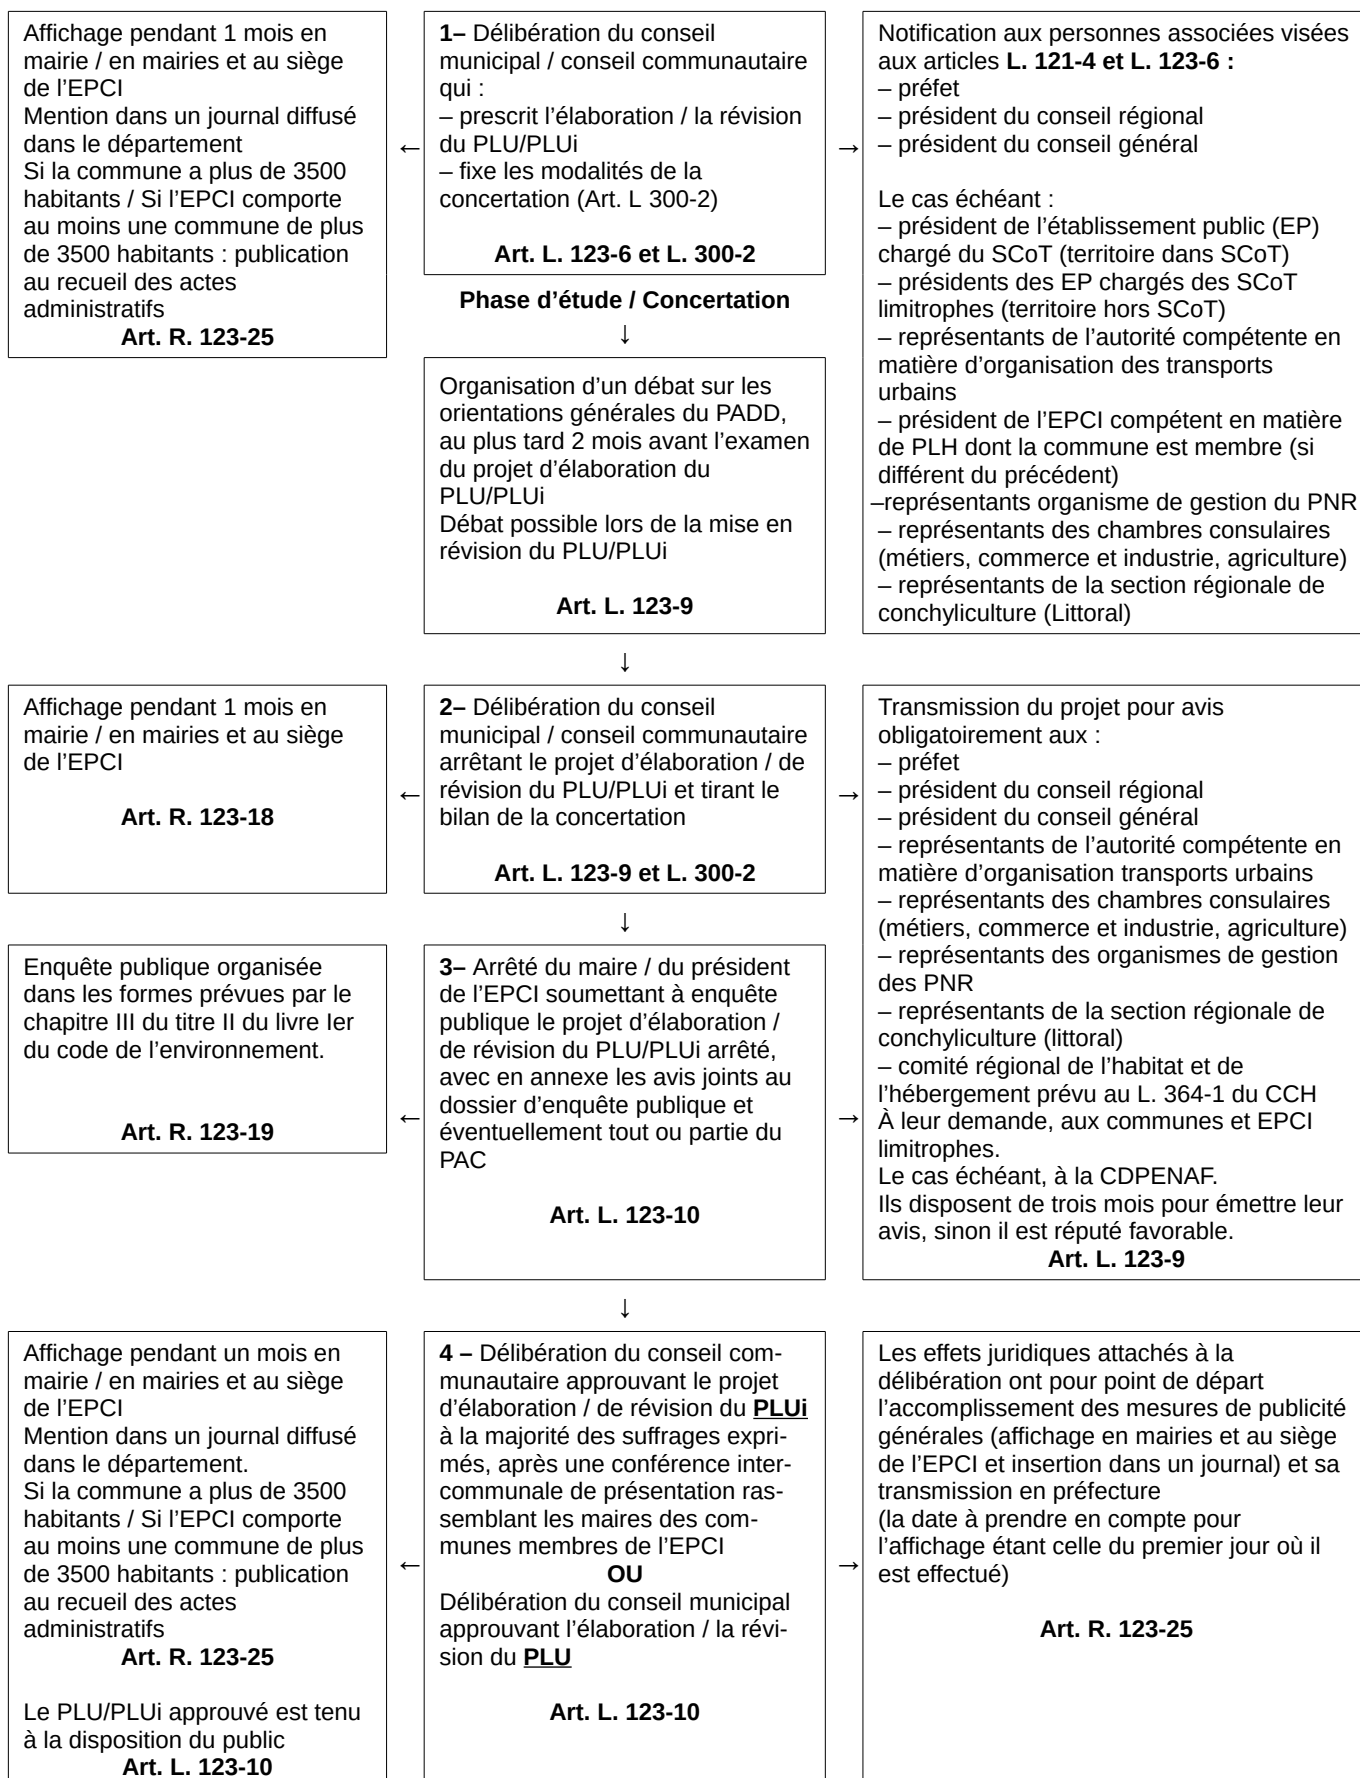 Affichage pendant 1 mois en
mairie / en mairies et au siège
de l’EPCI
Mention dans un journal diffusé
dans le département
Si la commune a plus de 3500
habitants / Si l’EPCI comporte
au moins une commune de plus
de 3500 habitants : publication
au recueil des actes
administratifs
Art. R. 123-25
←
1– Délibération du conseil
municipal / conseil communautaire
qui :
– prescrit l’élaboration / la révision
du PLU/PLUi
– fixe les modalités de la
concertation (Art. L 300-2)
Art. L. 123-6 et L. 300-2
→
Notification aux personnes associées visées
aux articles L. 121-4 et L. 123-6 :
– préfet
– président du conseil régional
– président du conseil général
Le cas échéant :
– président de l’établissement public (EP)
chargé du SCoT (territoire dans SCoT)
– présidents des EP chargés des SCoT
limitrophes (territoire hors SCoT)
– représentants de l’autorité compétente en
matière d’organisation des transports
urbains
– président de l’EPCI compétent en matière
de PLH dont la commune est membre (si
différent du précédent)
–représentants organisme de gestion du PNR
– représentants des chambres consulaires
(métiers, commerce et industrie, agriculture)
– représentants de la section régionale de
conchyliculture (Littoral)
Phase d’étude / Concertation
↓
Organisation d’un débat sur les
orientations générales du PADD,
au plus tard 2 mois avant l’examen
du projet d’élaboration du
PLU/PLUi
Débat possible lors de la mise en
révision du PLU/PLUi
Art. L. 123-9
↓
Affichage pendant 1 mois en
mairie / en mairies et au siège
de l’EPCI
Art. R. 123-18
←
2– Délibération du conseil
municipal / conseil communautaire
arrêtant le projet d’élaboration / de
révision du PLU/PLUi et tirant le
bilan de la concertation
Art. L. 123-9 et L. 300-2
→
Transmission du projet pour avis
obligatoirement aux :
– préfet
– président du conseil régional
– président du conseil général
– représentants de l’autorité compétente en
matière d’organisation transports urbains
– représentants des chambres consulaires
(métiers, commerce et industrie, agriculture)
– représentants des organismes de gestion
des PNR
– représentants de la section régionale de
conchyliculture (littoral)
– comité régional de l’habitat et de
l’hébergement prévu au L. 364-1 du CCH
À leur demande, aux communes et EPCI
limitrophes.
Le cas échéant, à la CDPENAF.
Ils disposent de trois mois pour émettre leur
avis, sinon il est réputé favorable.
Art. L. 123-9
↓
Enquête publique organisée
dans les formes prévues par le
chapitre III du titre II du livre Ier
du code de l’environnement.
Art. R. 123-19
←
3– Arrêté du maire / du président
de l’EPCI soumettant à enquête
publique le projet d’élaboration /
de révision du PLU/PLUi arrêté,
avec en annexe les avis joints au
dossier d’enquête publique et
éventuellement tout ou partie du
PAC
Art. L. 123-10
→
↓
Affichage pendant un mois en
mairie / en mairies et au siège
de l’EPCI
Mention dans un journal diffusé
dans le département.
Si la commune a plus de 3500
habitants / Si l’EPCI comporte
au moins une commune de plus
de 3500 habitants : publication
au recueil des actes
administratifs
Art. R. 123-25
Le PLU/PLUi approuvé est tenu
à la disposition du public
Art. L. 123-10
←
4 – Délibération du conseil com-
munautaire approuvant le projet
d’élaboration / de révision du PLUi
à la majorité des suffrages expri-
més, après une conférence inter-
communale de présentation ras-
semblant les maires des com-
munes membres de l’EPCI
OU
Délibération du conseil municipal
approuvant l’élaboration / la révi-
sion du PLU
Art. L. 123-10
→
Les effets juridiques attachés à la
délibération ont pour point de départ
l’accomplissement des mesures de publicité
générales (affichage en mairies et au siège
de l’EPCI et insertion dans un journal) et sa
transmission en préfecture
(la date à prendre en compte pour
l’affichage étant celle du premier jour où il
est effectué)
Art. R. 123-25